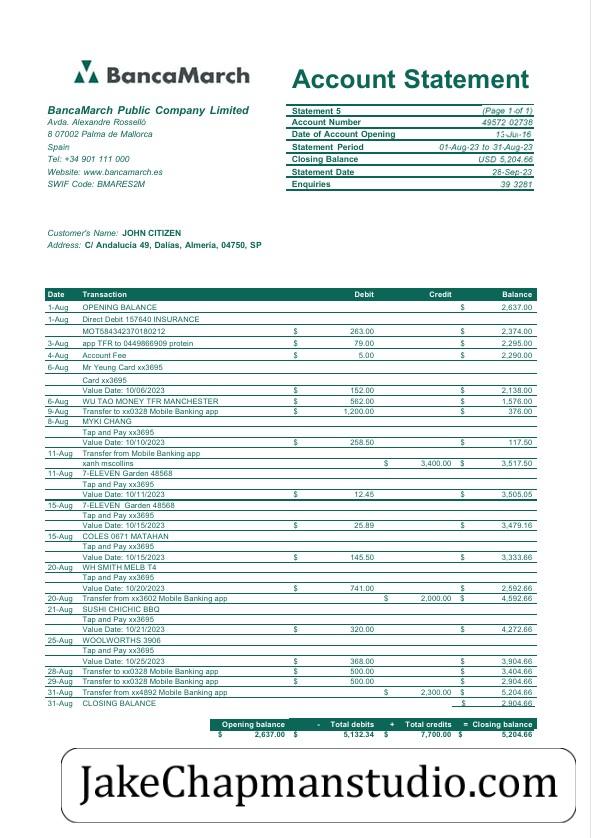 BancaMarch
Account Statement
BancaMarch Public Company Limited
Avda. Alexandre Rosselló
8 07002 Palma de Mallorca
Spain
Tel: +34 901 111 000
Website: www.bancamarch.es
SWIF Code: BMARES2M
Statement 5 (Page 1 of 1)
Account Number 49572 02738
Date of Account Opening 13-Jul-16
Statement Period 01-Aug-23 to 31-Aug-23
Closing Balance USD 5,204.66
Statement Date 28-Sep-23
Enquiries 39 3281
Customer's Name: JOHN CITIZEN
Address: C/ Andalucía 49, Dalías, Almería, 04750, SP
Date Transaction Debit Credit Balance
1-Aug OPENING BALANCE $ 2,637.00
1-Aug Direct Debit 157640 INSURANCE
MOT584342370180212 $ 263.00 $ 2,374.00
3-Aug app TFR to 0449866909 protein $ 79.00 $ 2,295.00
4-Aug Account Fee $ 5.00 $ 2,290.00
6-Aug Mr Yeung Card xx3695
Card xx3695
Value Date: 10/06/2023 $ 152.00 $ 2,138.00
6-Aug WU TAO MONEY TFR MANCHESTER $ 562.00 $ 1,576.00
9-Aug Transfer to xx0328 Mobile Banking app $ 1,200.00 $ 376.00
8-Aug MYKI CHANG
Tap and Pay xx3695
Value Date: 10/10/2023 $ 258.50 $ 117.50
11-Aug Transfer from Mobile Banking app
xanh mscollins $ 3,400.00 $ 3,517.50
11-Aug 7-ELEVEN Garden 48568
Tap and Pay xx3695
Value Date: 10/11/2023 $ 12.45 $ 3,505.05
15-Aug 7-ELEVEN Garden 48568
Tap and Pay xx3695
Value Date: 10/15/2023 $ 25.89 $ 3,479.16
15-Aug COLES 0671 MATAHAN
Tap and Pay xx3695
Value Date: 10/15/2023 $ 145.50 $ 3,333.66
20-Aug WH SMITH MELB T4
Tap and Pay xx3695
Value Date: 10/20/2023 $ 741.00 $ 2,592.66
20-Aug Transfer from xx3602 Mobile Banking app $ 2,000.00 $ 4,592.66
21-Aug SUSHI CHICHIC BBQ
Tap and Pay xx3695
Value Date: 10/21/2023 $ 320.00 $ 4,272.66
25-Aug WOOLWORTHS 3906
Tap and Pay xx3695
Value Date: 10/25/2023 $ 368.00 $ 3,904.66
28-Aug Transfer to xx0328 Mobile Banking app $ 500.00 $ 3,404.66
29-Aug Transfer to xx0328 Mobile Banking app $ 500.00 $ 2,904.66
31-Aug Transfer from xx4892 Mobile Banking app $ 2,300.00 $ 5,204.66
31-Aug CLOSING BALANCE $ 2,904.66
Opening balance - Total debits + Total credits = Closing balance
$ 2,637.00 $ 5,132.34 $ 7,700.00 $ 5,204.66
JakeChapmanstudio.com